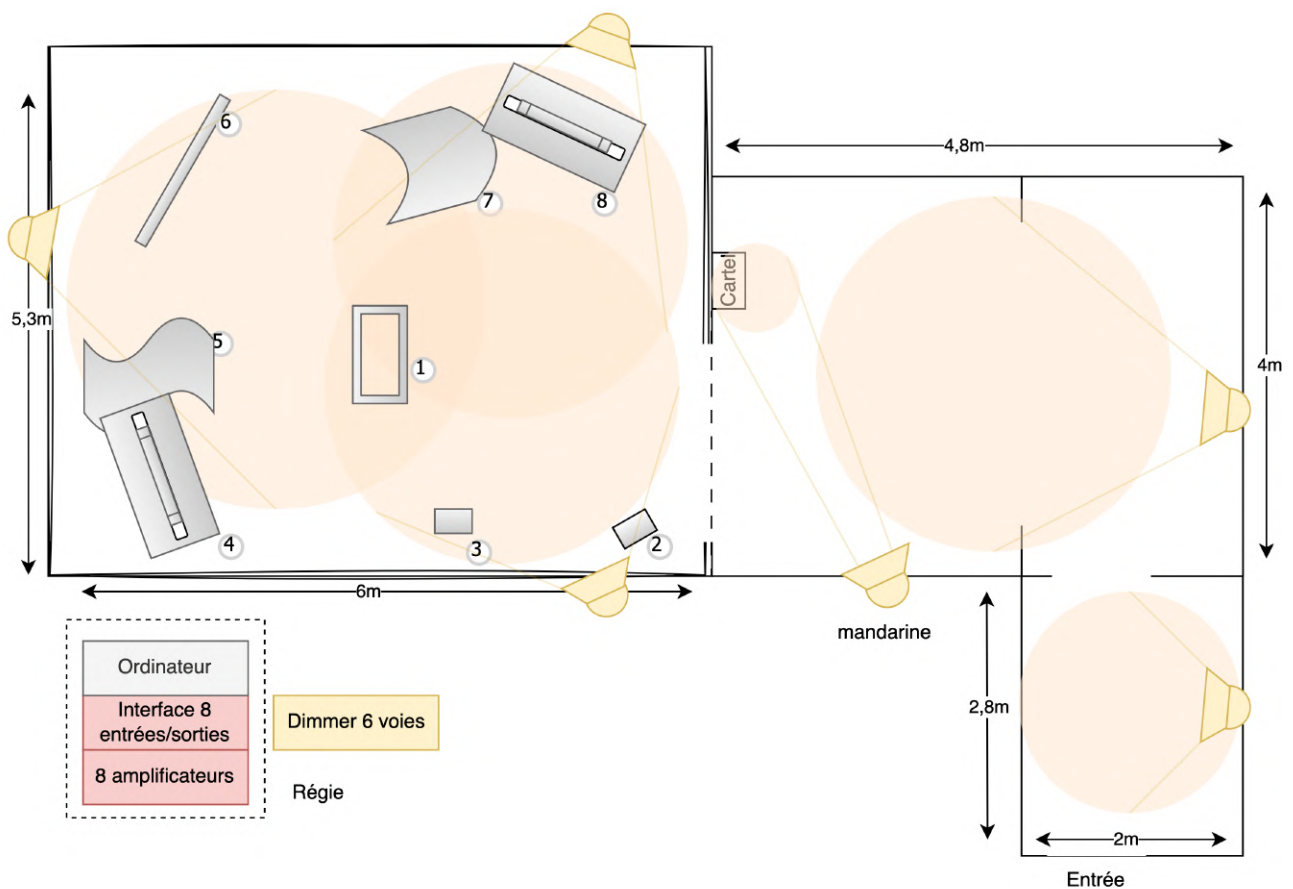 6
7
8
4,8m
Cartel
5,3m
5
1
4m
4
3
2
6m
mandarine
Ordinateur
Interface 8
entrées/sorties
8 amplificateurs
Dimmer 6 voies
Régie
2,8m
2m
Entrée